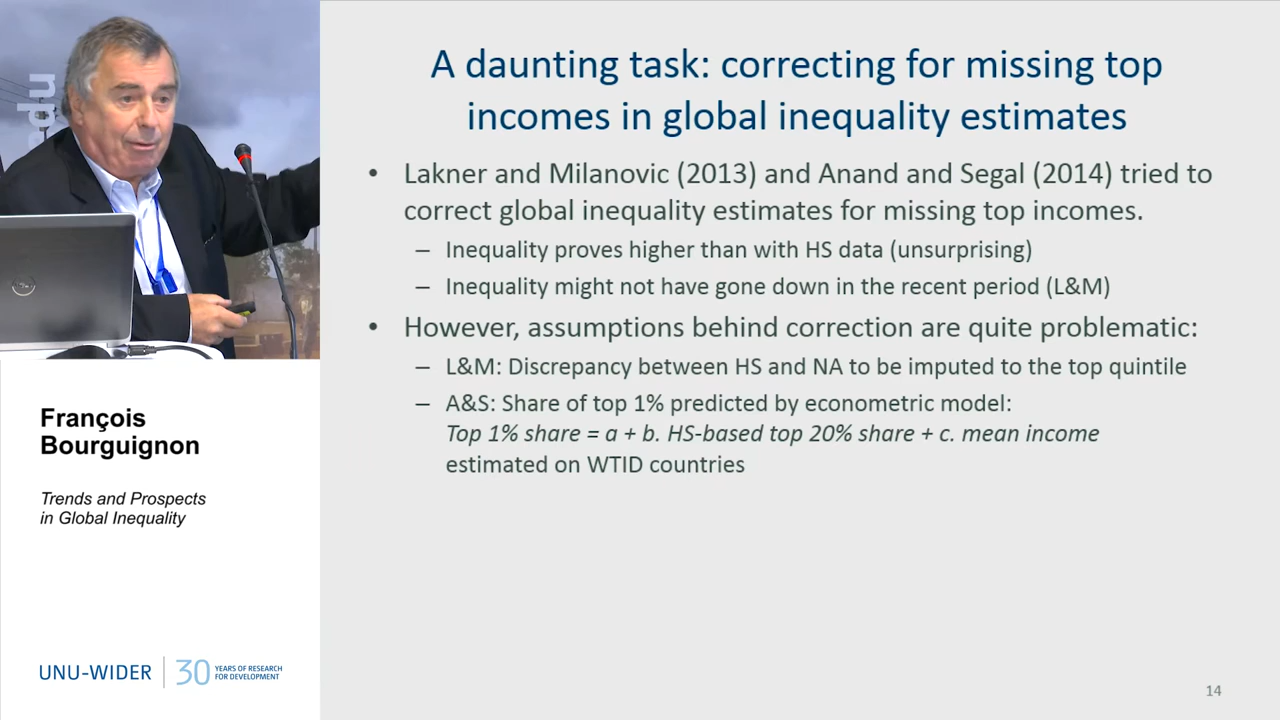 A daunting task: correcting for missing top
incomes in global inequality estimates
• Lakner and Milanovic (2013) and Anand and Segal (2014) tried to
correct global inequality estimates for missing top incomes.
– Inequality proves higher than with HS data (unsurprising)
– Inequality might not have gone down in the recent period (L&M)
• However, assumptions behind correction are quite problematic:
– L&M: Discrepancy between HS and NA to be imputed to the top quintile
– A&S: Share of top 1% predicted by econometric model:
Top 1% share = a + b. HS-based top 20% share + c. mean income
estimated on WTID countries
François
Bourguignon
Trends and Prospects
in Global Inequality
UNU-WIDER
30 YEARS OF RESEARCH
FOR DEVELOPMENT
14